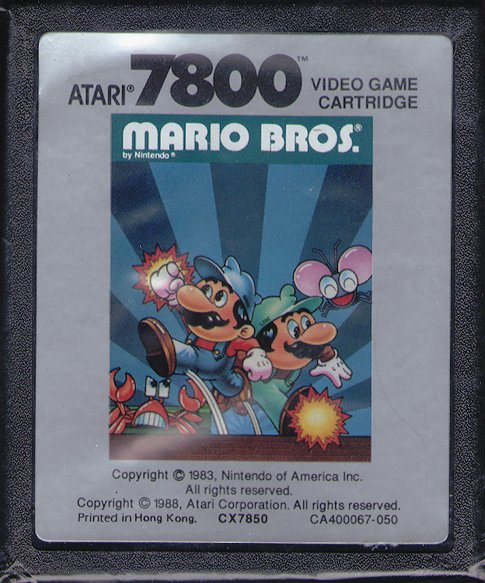 ATARI® 7800™ VIDEO GAME
CARTRIDGE
MARIO BROS.®
by Nintendo®
Copyright © 1983, Nintendo of America Inc.
All rights reserved.
Copyright © 1988, Atari Corporation. All rights reserved.
Printed in Hong Kong. CX7850 CA400067-050